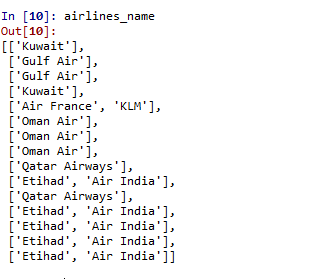 In [10]: airlines_name
Out[10]:
[['Kuwait'],
 ['Gulf Air'],
 ['Gulf Air'],
 ['Kuwait'],
 ['Air France', 'KLM'],
 ['Oman Air'],
 ['Oman Air'],
 ['Oman Air'],
 ['Qatar Airways'],
 ['Etihad', 'Air India'],
 ['Qatar Airways'],
 ['Etihad', 'Air India'],
 ['Etihad', 'Air India'],
 ['Etihad', 'Air India'],
 ['Etihad', 'Air India']]